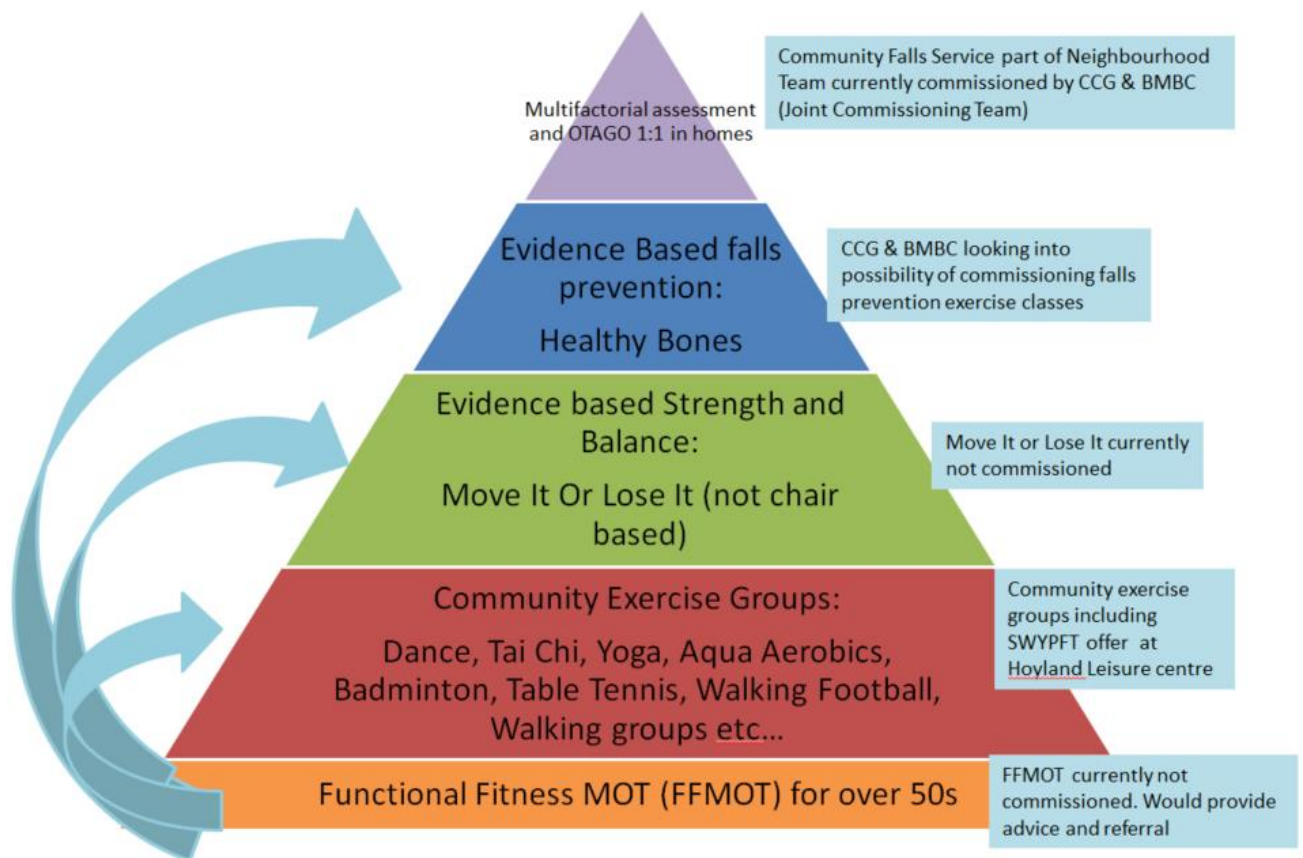 Community Falls Service part of Neighbourhood
Team currently commissioned by CCG & BMBC
(Joint Commissioning Team)
Multifactorial assessment
and OTAGO 1:1 in homes
Evidence Based falls
prevention:
Healthy Bones
CCG & BMBC looking into
possibility of commissioning falls
prevention exercise classes
Evidence based Strength and
Balance:
Move It Or Lose It (not chair
based)
Move It or Lose It currently
not commissioned
Community Exercise Groups:
Dance, Tai Chi, Yoga, Aqua Aerobics,
Badminton, Table Tennis, Walking Football,
Walking groups etc...
Community exercise
groups including
SWYPFT offer at
Hoyland Leisure centre
Functional Fitness MOT (FFMOT) for over 50s
FFMOT currently not
commissioned. Would provide
advice and referral